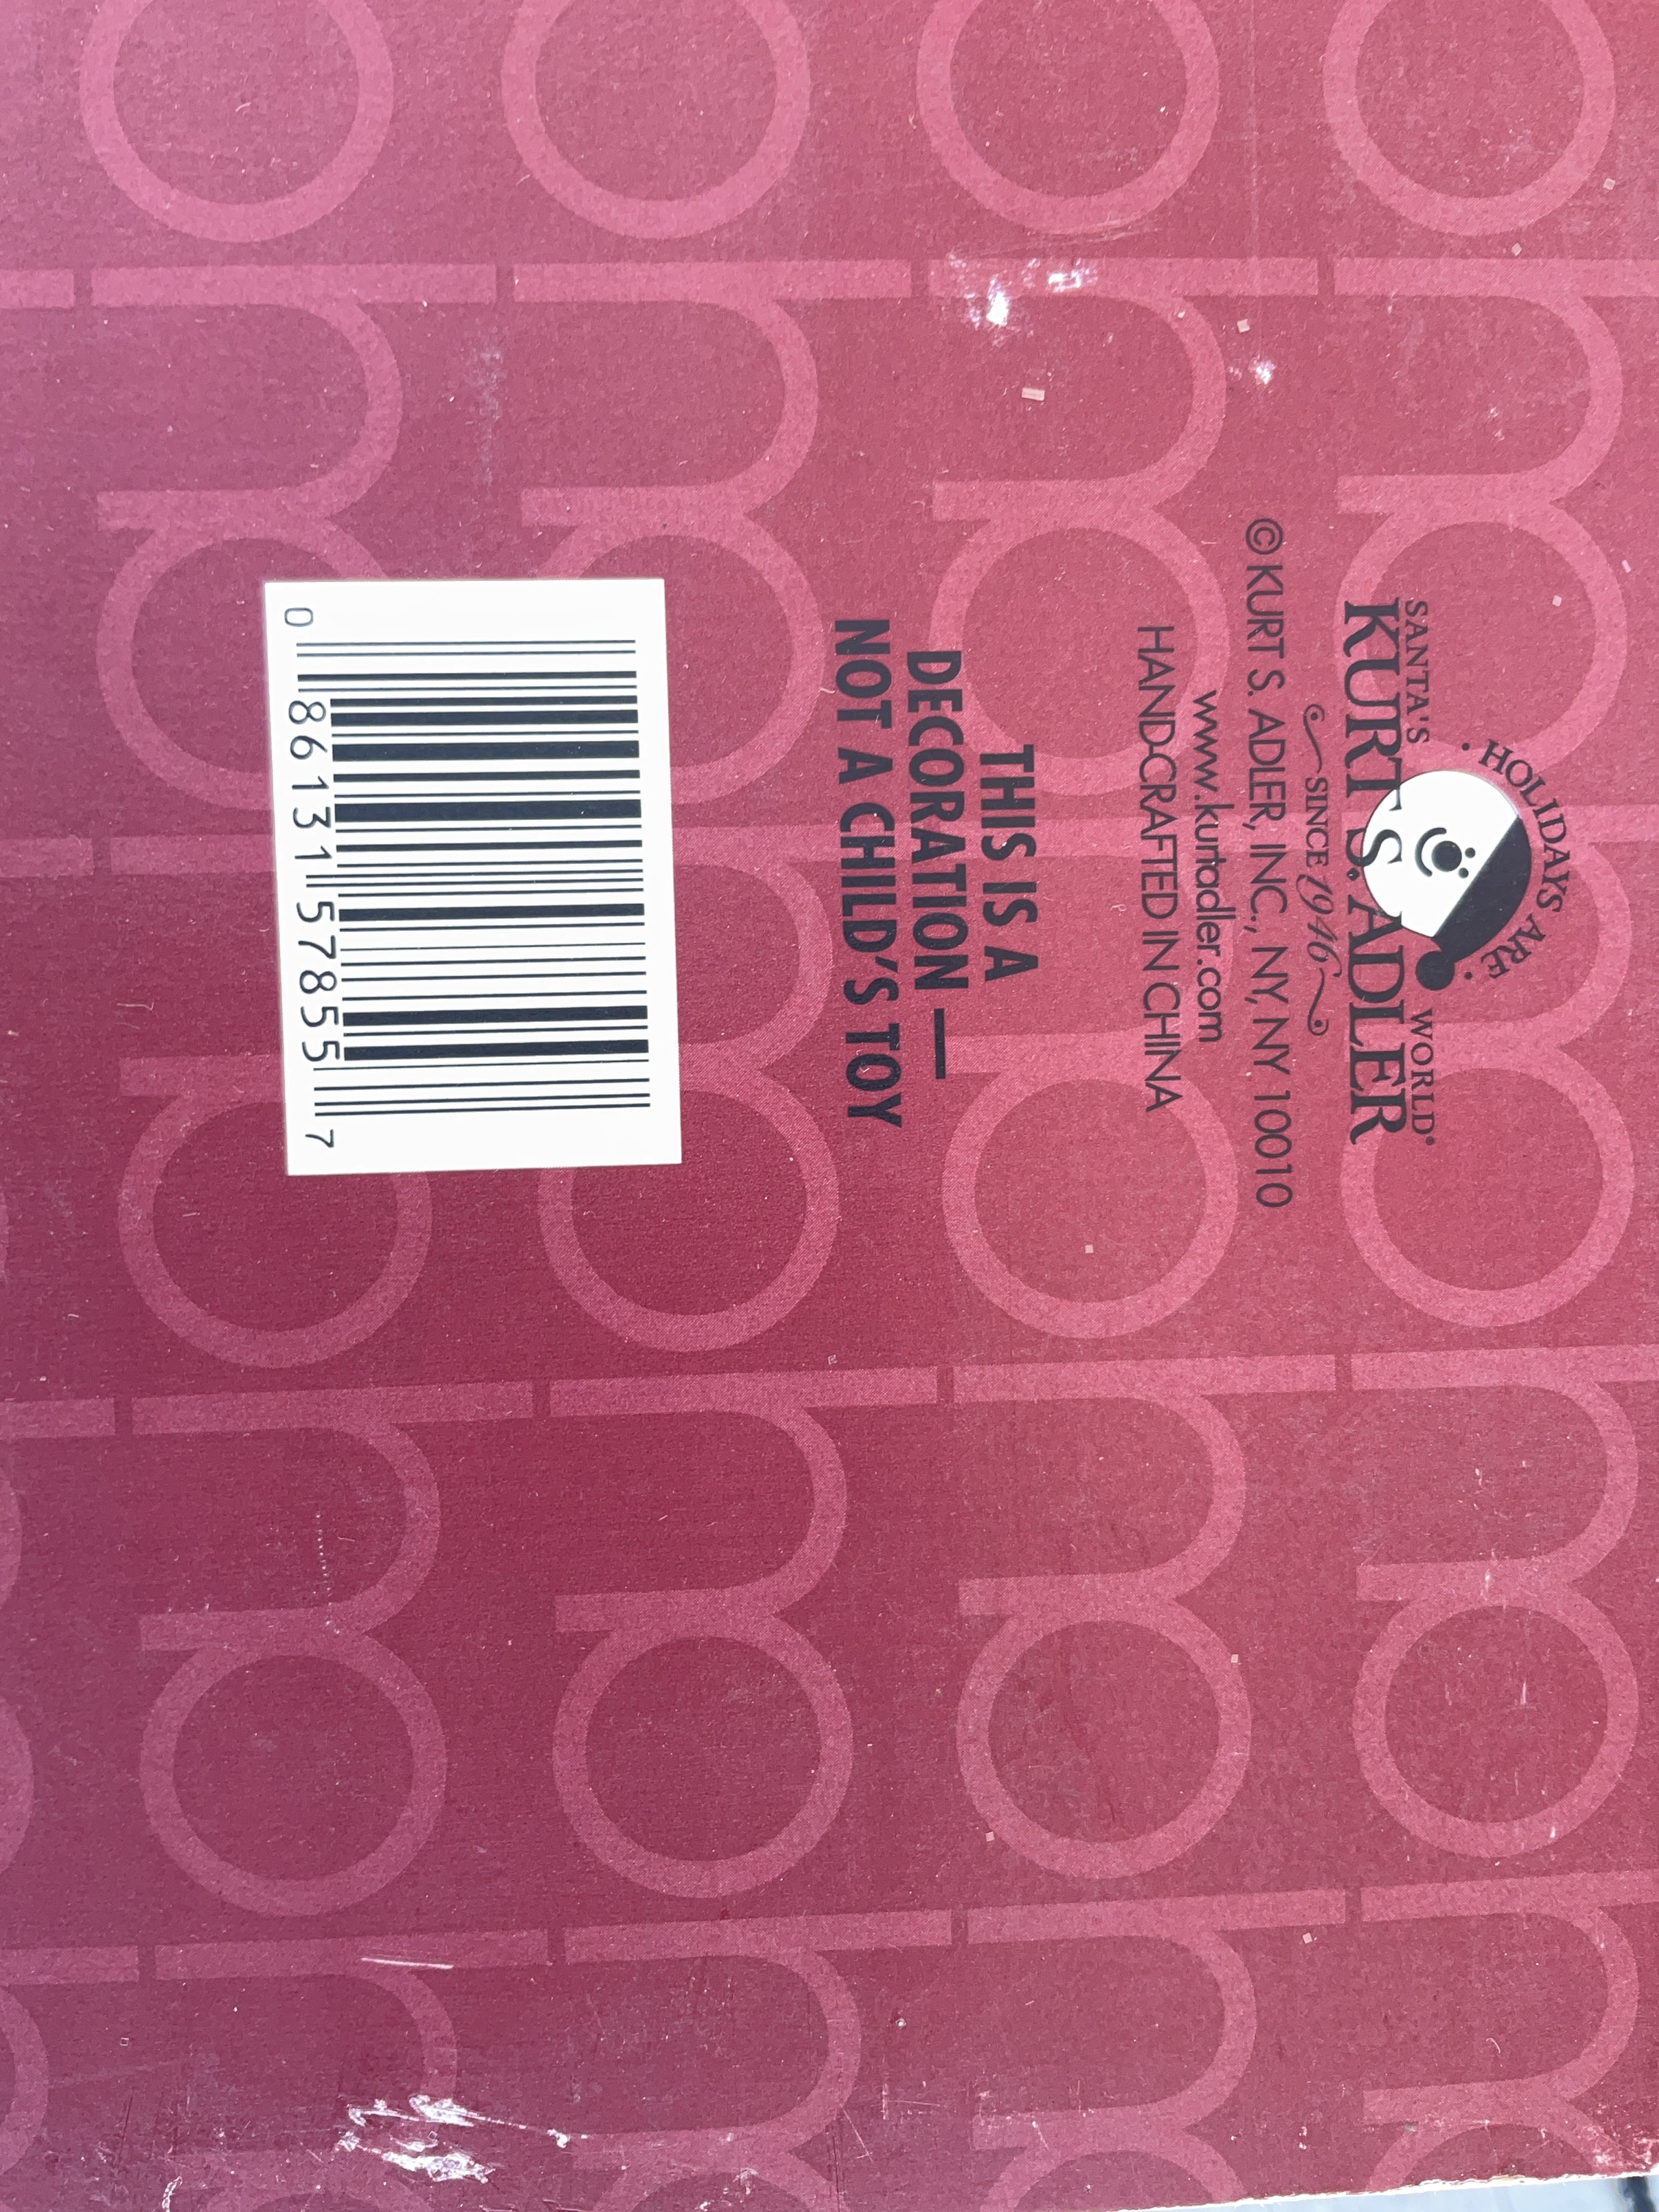 · HOLIDAYS ARE ·
SANTA'S WORLD®
KURT S. ADLER
SINCE 1946
© KURT S. ADLER, INC., NY, NY 10010
www.kurtadler.com
HANDCRAFTED IN CHINA
THIS IS A
DECORATION —
NOT A CHILD'S TOY
0 86131 57855 7